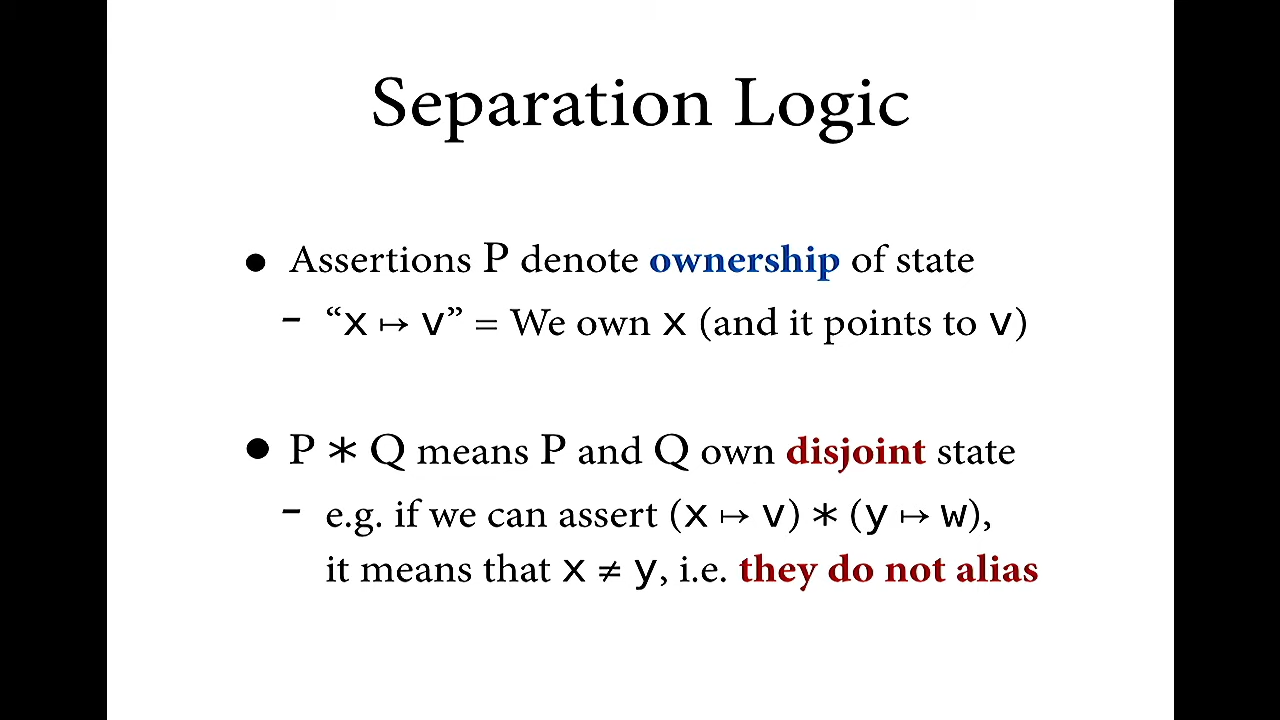 Separation Logic
● Assertions P denote ownership of state
– “x ↦ v” = We own x (and it points to v)
● P ∗ Q means P and Q own disjoint state
– e.g. if we can assert (x ↦ v) ∗ (y ↦ w),
it means that x ≠ y, i.e. they do not alias